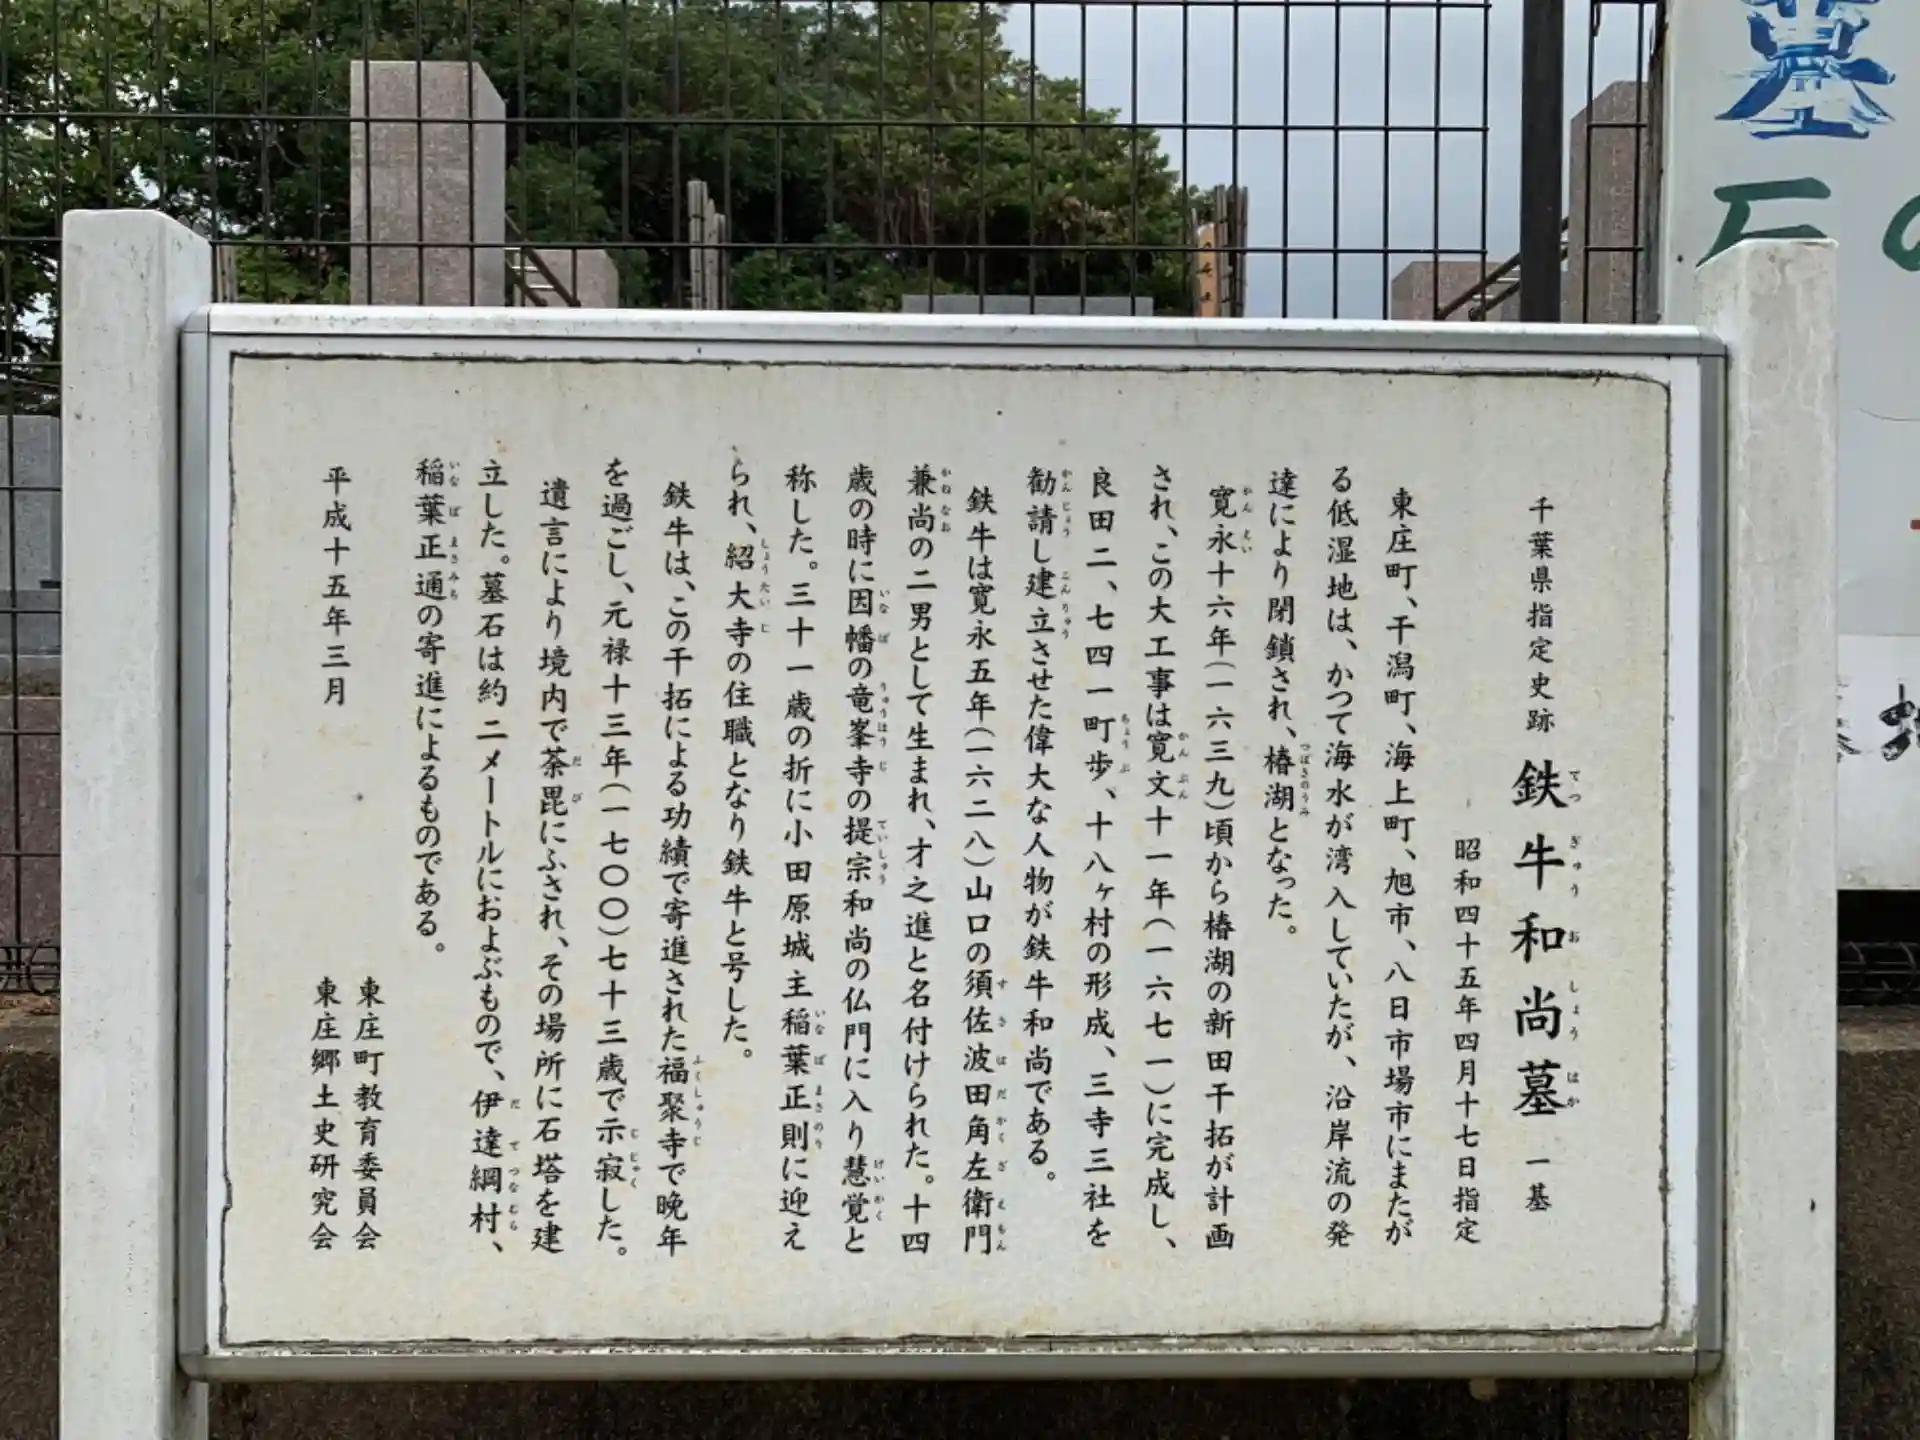 千葉県指定史跡 鉄牛和尚墓 一基
昭和四十五年四月十七日指定
東庄町、干潟町、海上町、旭市、八日市場市にまたが
る低湿地は、かつて海水が湾入していたが、沿岸流の発
達により閉鎖され、椿湖となった。
寛永十六年(一六三九)頃から椿湖の新田干拓が計画
され、この大工事は寛文十一年(一六七一)に完成し、
良田二、七四一町歩、十八ヶ村の形成、三寺三社を
勧請し建立させた偉大な人物が鉄牛和尚である。
鉄牛は寛永五年(一六二八)山口の須佐波田角左衛門
兼尚の二男として生まれ、才之進と名付けられた。十四
歳の時に因幡の竜峯寺の提宗和尚の仏門に入り慧覚と
称した。三十一歳の折に小田原城主稲葉正則に迎え
られ、紹大寺の住職となり鉄牛と号した。
鉄牛は、この干拓による功績で寄進された福聚寺で晩年
を過ごし、元禄十三年(一七〇〇)七十三歳で示寂した。
遺言により境内で荼毘にふされ、その場所に石塔を建
立した。墓石は約二メートルにおよぶもので、伊達綱村、
稲葉正通の寄進によるものである。
平成十五年三月
東庄町教育委員会
東庄郷土史研究会
墓
石
の